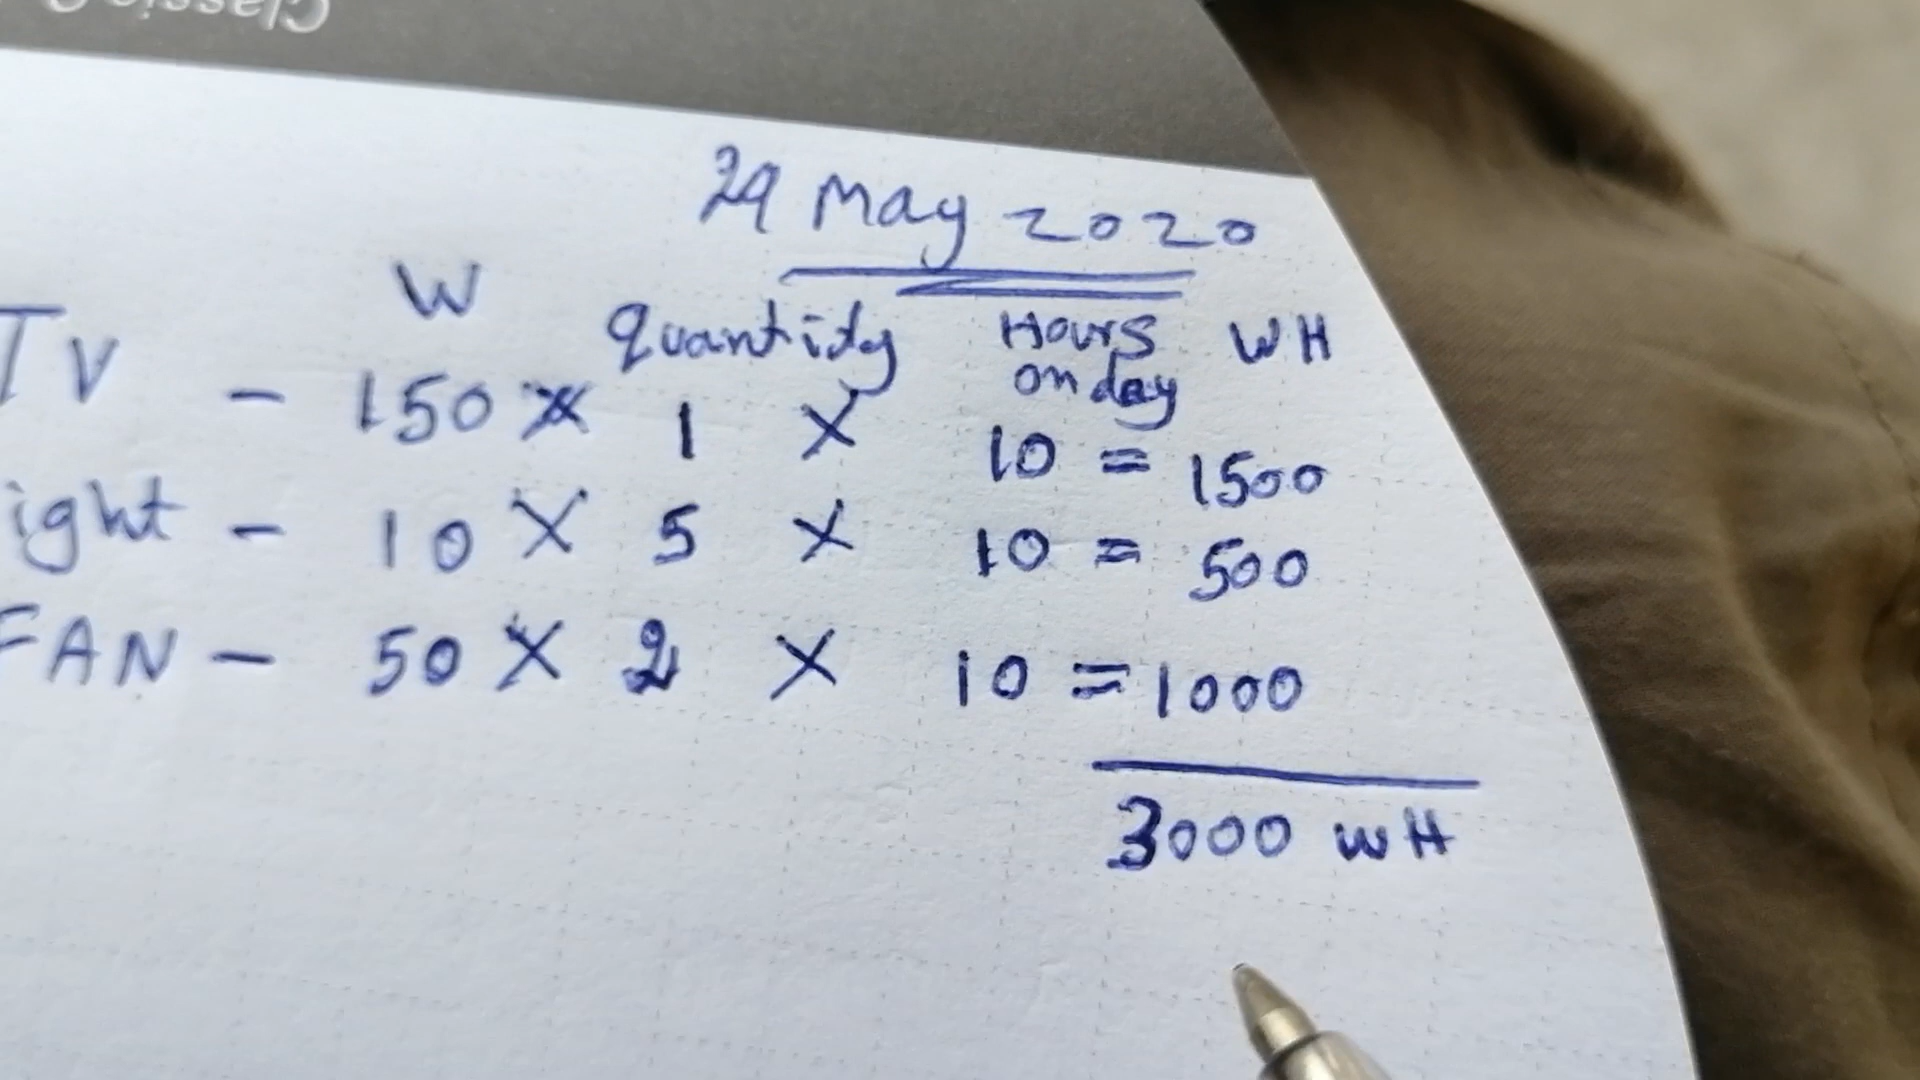 Classic
29 May 2020
W quantity Hours on day WH
TV - 150 × 1 × 10 = 1500
ight - 10 × 5 × 10 = 500
FAN - 50 × 2 × 10 = 1000
3000 WH